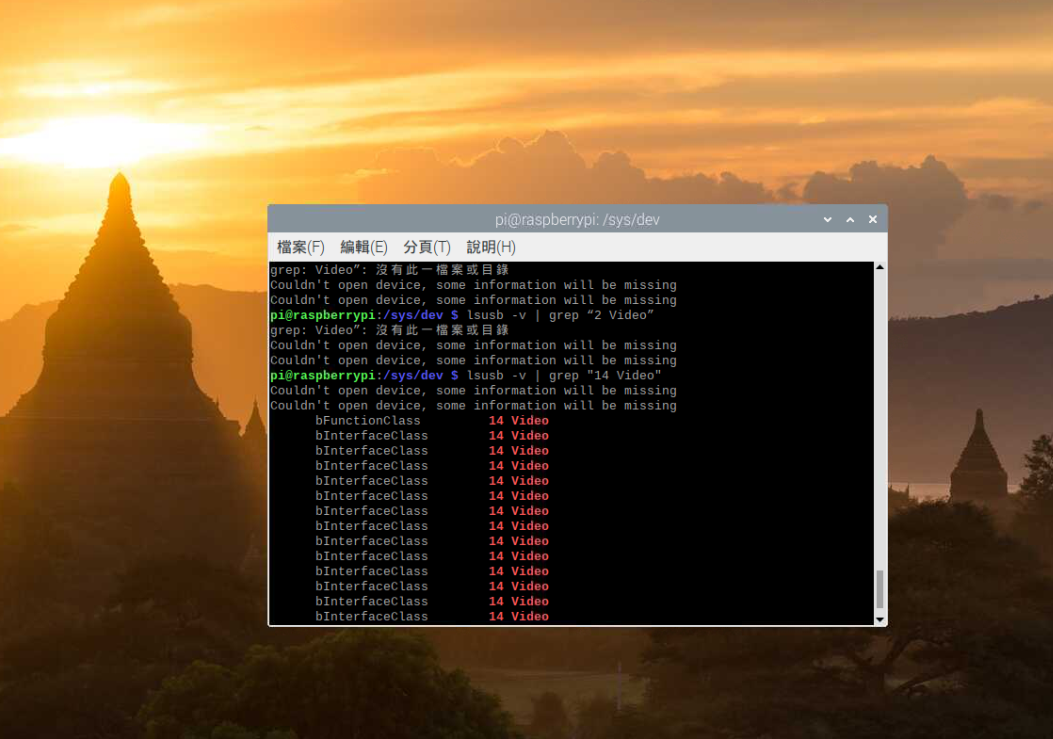 pi@raspberrypi: /sys/dev
檔案(F) 編輯(E) 分頁(T) 說明(H)
grep: Video”: 沒有此一檔案或目錄
Couldn't open device, some information will be missing
Couldn't open device, some information will be missing
pi@raspberrypi:/sys/dev $ lsusb -v | grep “2 Video”
grep: Video”: 沒有此一檔案或目錄
Couldn't open device, some information will be missing
Couldn't open device, some information will be missing
pi@raspberrypi:/sys/dev $ lsusb -v | grep "14 Video"
Couldn't open device, some information will be missing
Couldn't open device, some information will be missing
bFunctionClass 14 Video
bInterfaceClass 14 Video
bInterfaceClass 14 Video
bInterfaceClass 14 Video
bInterfaceClass 14 Video
bInterfaceClass 14 Video
bInterfaceClass 14 Video
bInterfaceClass 14 Video
bInterfaceClass 14 Video
bInterfaceClass 14 Video
bInterfaceClass 14 Video
bInterfaceClass 14 Video
bInterfaceClass 14 Video
bInterfaceClass 14 Video